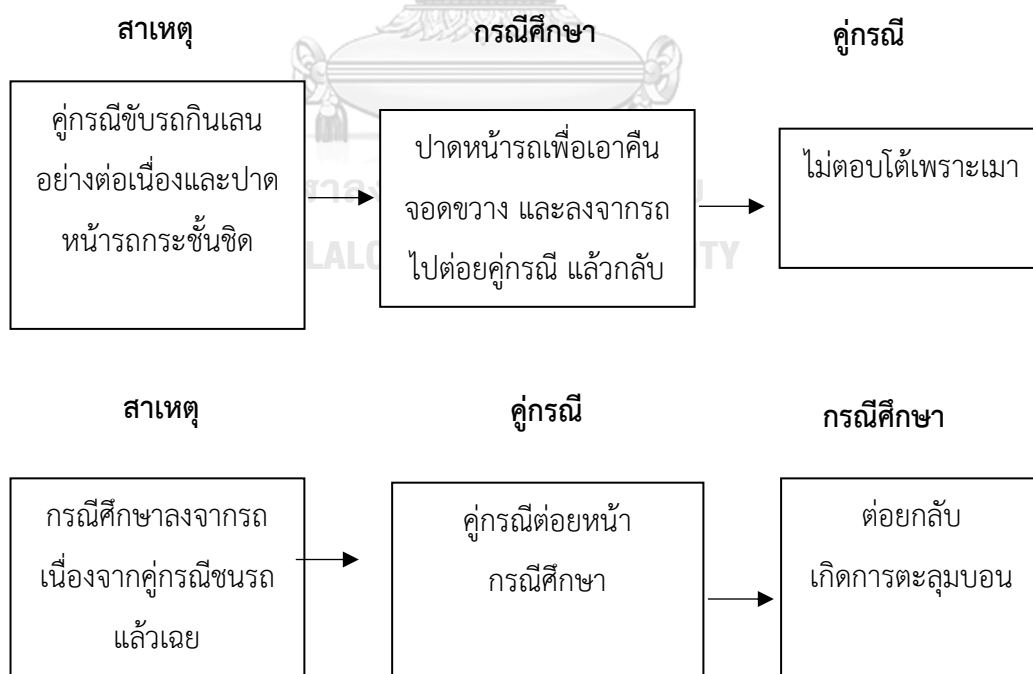 สาเหตุ
กรณีศึกษา
คู่กรณี
คู่กรณีขับรถกินเลน
อย่างต่อเนื่องและปาด
หน้ารถกระชั้นชิด
ปาดหน้ารถเพื่อเอาคืน
จอดขวาง และลงจากรถ
ไปต่อยคู่กรณี แล้วกลับ
ไม่ตอบโต้เพราะเมา
สาเหตุ
คู่กรณี
กรณีศึกษา
กรณีศึกษาลงจากรถ
เนื่องจากคู่กรณีชนรถ
แล้วเฉย
คู่กรณีต่อยหน้า
กรณีศึกษา
ต่อยกลับ
เกิดการตะลุมบอน